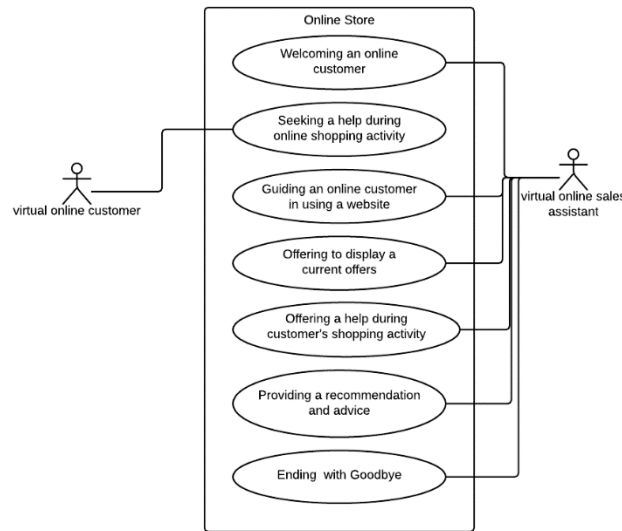 Online Store
Welcoming an online
customer
Seeking a help during
online shopping activity
virtual online customer
Guiding an online customer
in using a website
virtual online sales
assistant
Offering to display a
current offers
Offering a help during
customer's shopping activity
Providing a recommendation
and advice
Ending with Goodbye